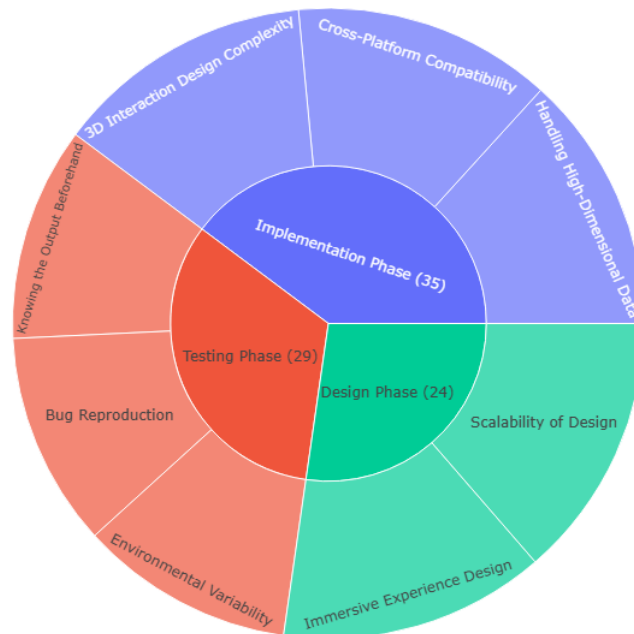 3D Interaction Design Complexity
Cross-Platform Compatibility
Handling High-Dimensional Data
Implementation Phase (35)
Knowing the Output Beforehand
Testing Phase (29)
Bug Reproduction
Environmental Variability
Design Phase (24)
Scalability of Design
Immersive Experience Design